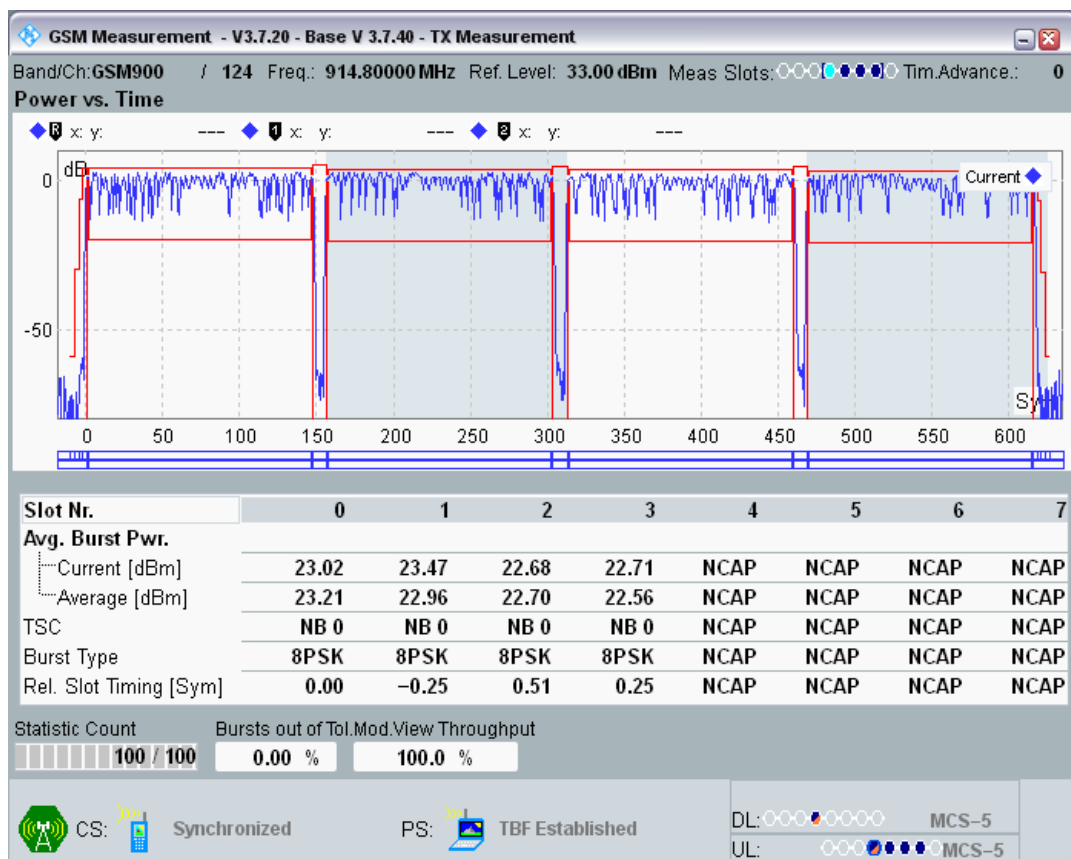 GSM Measurement - V3.7.20 - Base V 3.7.40 - TX Measurement
Band/Ch:GSM900 / 124 Freq.: 914.80000 MHz Ref. Level: 33.00 dBm Meas Slots: Tim.Advance.: 0
Power vs. Time
R x: y: --- 1 x: y: --- 2 x: y: ---
dB
Current
0
-50
Sy
0 50 100 150 200 250 300 350 400 450 500 550 600
Slot Nr. 0 1 2 3 4 5 6 7
Avg. Burst Pwr.
Current [dBm] 23.02 23.47 22.68 22.71 NCAP NCAP NCAP NCAP
Average [dBm] 23.21 22.96 22.70 22.56 NCAP NCAP NCAP NCAP
TSC NB 0 NB 0 NB 0 NB 0 NCAP NCAP NCAP NCAP
Burst Type 8PSK 8PSK 8PSK 8PSK NCAP NCAP NCAP NCAP
Rel. Slot Timing [Sym] 0.00 −0.25 0.51 0.25 NCAP NCAP NCAP NCAP
Statistic Count Bursts out of Tol.Mod.View Throughput
100 / 100 0.00 % 100.0 %
CS: Synchronized PS: TBF Established DL: MCS−5
UL: MCS−5